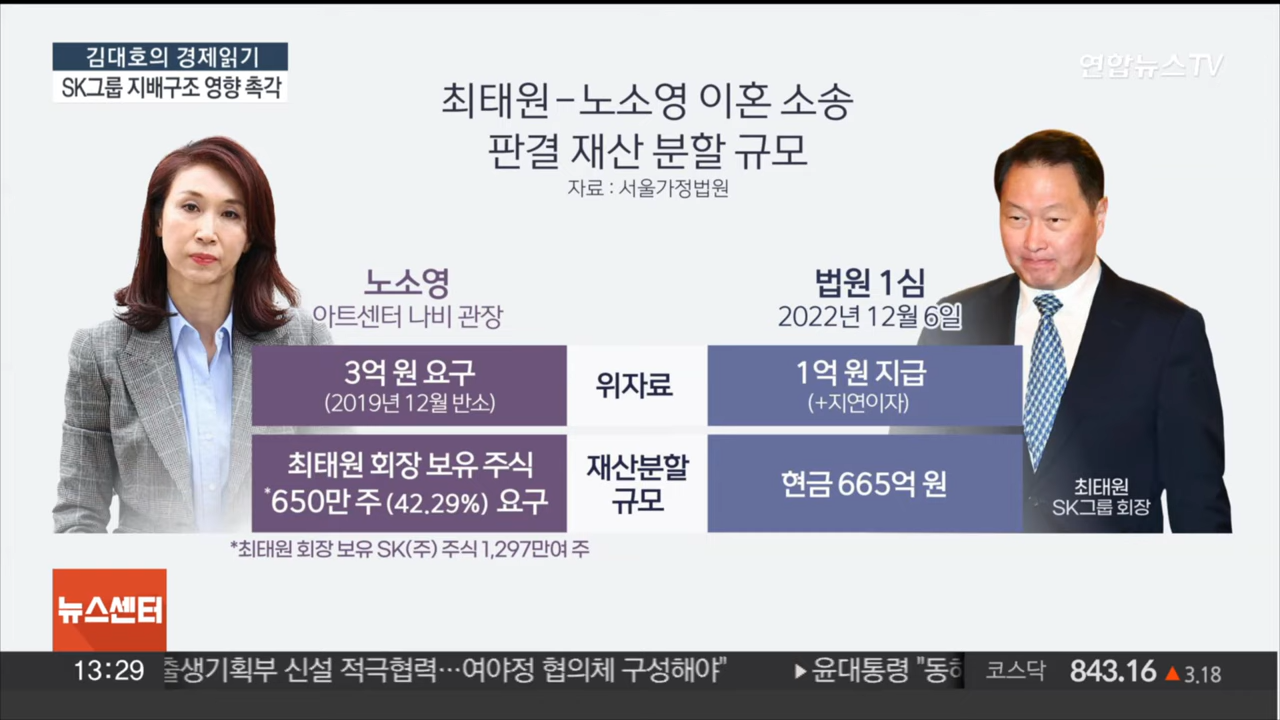 김대호의 경제읽기
SK그룹 지배구조 영향 촉각
연합뉴스TV
최태원-노소영 이혼 소송
판결 재산 분할 규모
자료 : 서울가정법원
노소영
아트센터 나비 관장
법원 1심
2022년 12월 6일
3억 원 요구
(2019년 12월 반소)
위자료
1억 원 지급
(+지연이자)
최태원 회장 보유 주식
*650만 주 (42.29%) 요구
재산분할
규모
현금 665억 원
최태원
SK그룹 회장
*최태원 회장 보유 SK(주) 주식 1,297만여 주
뉴스센터
13:29 출생기획부 신설 적극협력…여야정 협의체 구성해야" ▶윤대통령 "동해 코스닥 843.16 ▲3.18